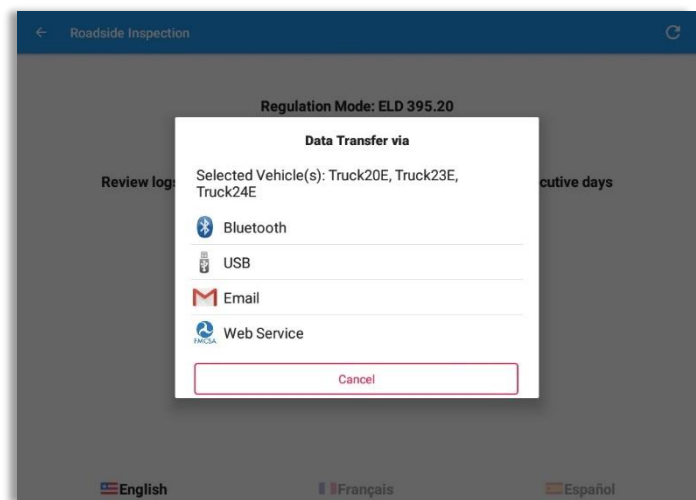 Roadside Inspection
Regulation Mode: ELD 395.20
Data Transfer via
Review log
cutive days
Selected Vehicle(s): Truck20E, Truck23E,
Truck24E
Bluetooth
USB
Email
FMCSA
Web Service
Cancel
English
Français
Español